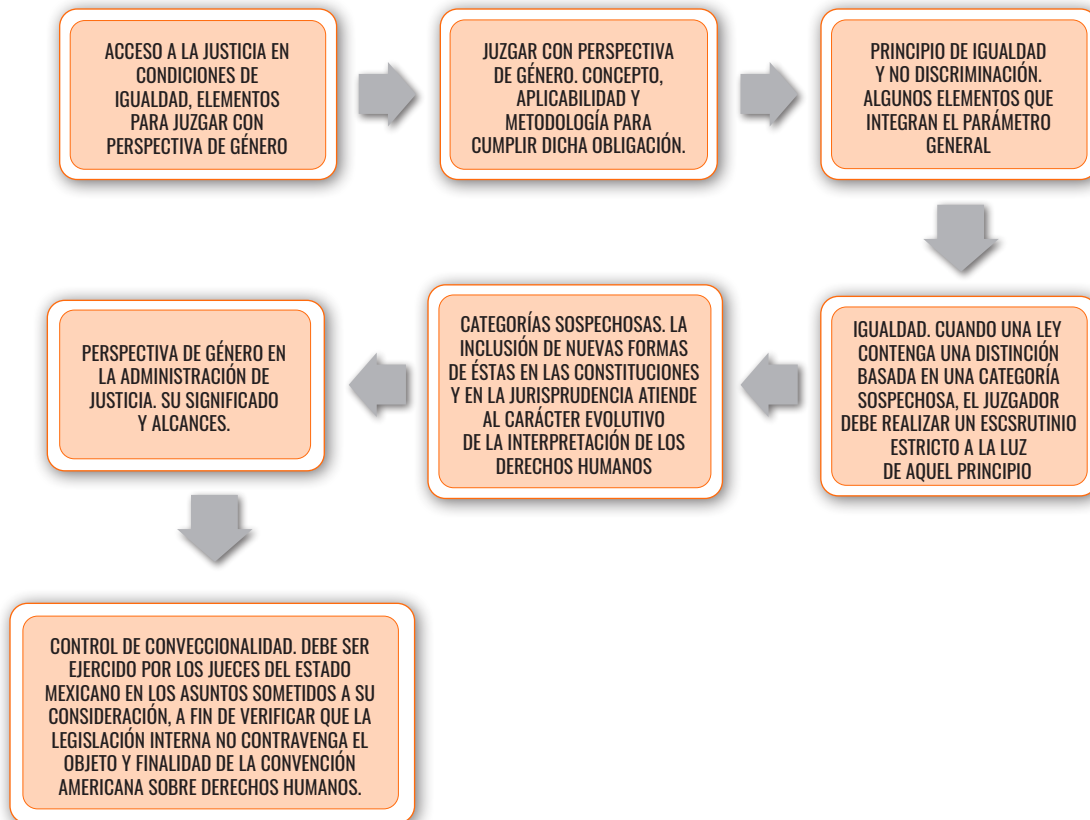 ACCESO A LA JUSTICIA EN
CONDICIONES DE
IGUALDAD, ELEMENTOS
PARA JUZGAR CON
PERSPECTIVA DE GÉNERO
JUZGAR CON PERSPECTIVA
DE GÉNERO. CONCEPTO,
APLICABILIDAD Y
METODOLOGÍA PARA
CUMPLIR DICHA OBLIGACIÓN.
PRINCIPIO DE IGUALDAD
Y NO DISCRIMINACIÓN.
ALGUNOS ELEMENTOS QUE
INTEGRAN EL PARÁMETRO
GENERAL
IGUALDAD. CUANDO UNA LEY
CONTENGA UNA DISTINCIÓN
BASADA EN UNA CATEGORÍA
SOSPECHOSA, EL JUZGADOR
DEBE REALIZAR UN ESCSRUTINIO
ESTRICTO A LA LUZ
DE AQUEL PRINCIPIO
CATEGORÍAS SOSPECHOSAS. LA
INCLUSIÓN DE NUEVAS FORMAS
DE ÉSTAS EN LAS CONSTITUCIONES
Y EN LA JURISPRUDENCIA ATIENDE
AL CARÁCTER EVOLUTIVO
DE LA INTERPRETACIÓN DE LOS
DERECHOS HUMANOS
PERSPECTIVA DE GÉNERO EN
LA ADMINISTRACIÓN DE
JUSTICIA. SU SIGNIFICADO
Y ALCANCES.
CONTROL DE CONVECCIONALIDAD. DEBE SER
EJERCIDO POR LOS JUECES DEL ESTADO
MEXICANO EN LOS ASUNTOS SOMETIDOS A SU
CONSIDERACIÓN, A FIN DE VERIFICAR QUE LA
LEGISLACIÓN INTERNA NO CONTRAVENGA EL
OBJETO Y FINALIDAD DE LA CONVENCIÓN
AMERICANA SOBRE DERECHOS HUMANOS.